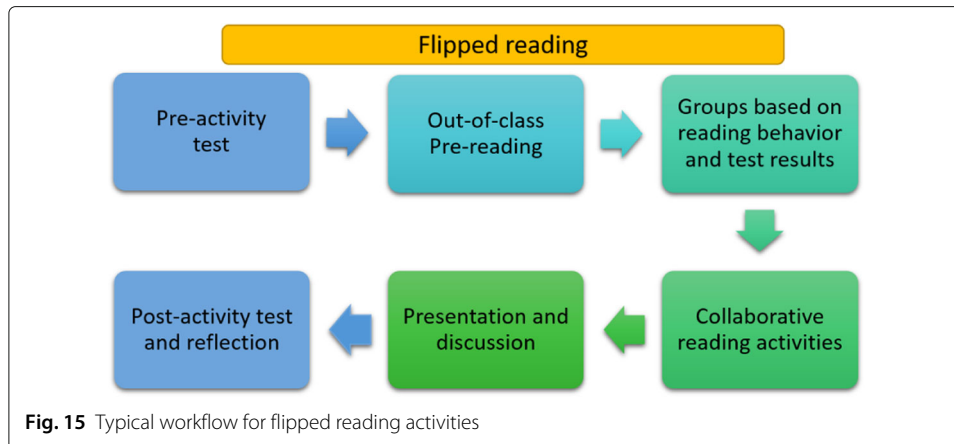 Flipped reading
Pre-activity
test
Out-of-class
Pre-reading
Groups based on
reading behavior
and test results
Collaborative
reading activities
Presentation and
discussion
Post-activity test
and reflection
Fig. 15 Typical workflow for flipped reading activities